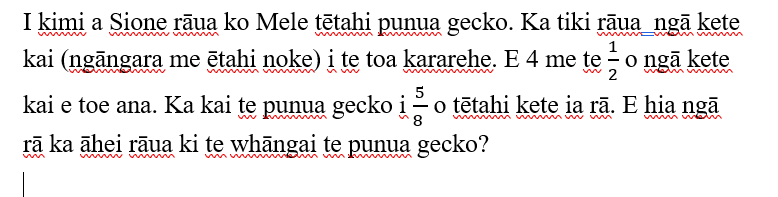 I kimi a Sione rāua ko Mele tētahi punua gecko. Ka tiki rāua ngā kete
kai (ngāngara me ētahi noke) i te toa kararehe. E 4 me te 1/2 o ngā kete
kai e toe ana. Ka kai te punua gecko i 5/8 o tētahi kete ia rā. E hia ngā
rā ka āhei rāua ki te whāngai te punua gecko?